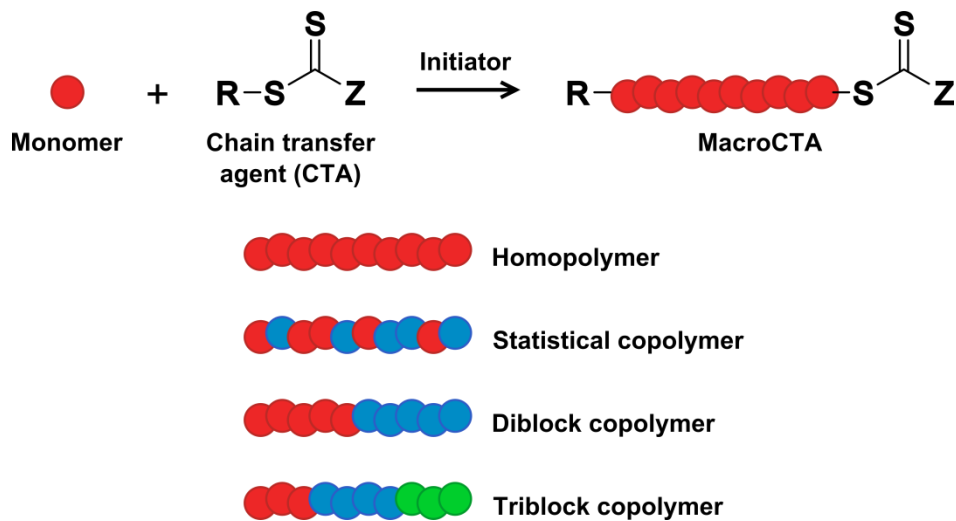 S
S
Initiator
+
R
S
Z
R
S
Z
Monomer
Chain transfer
agent (CTA)
MacroCTA
Homopolymer
Statistical copolymer
Diblock copolymer
Triblock copolymer